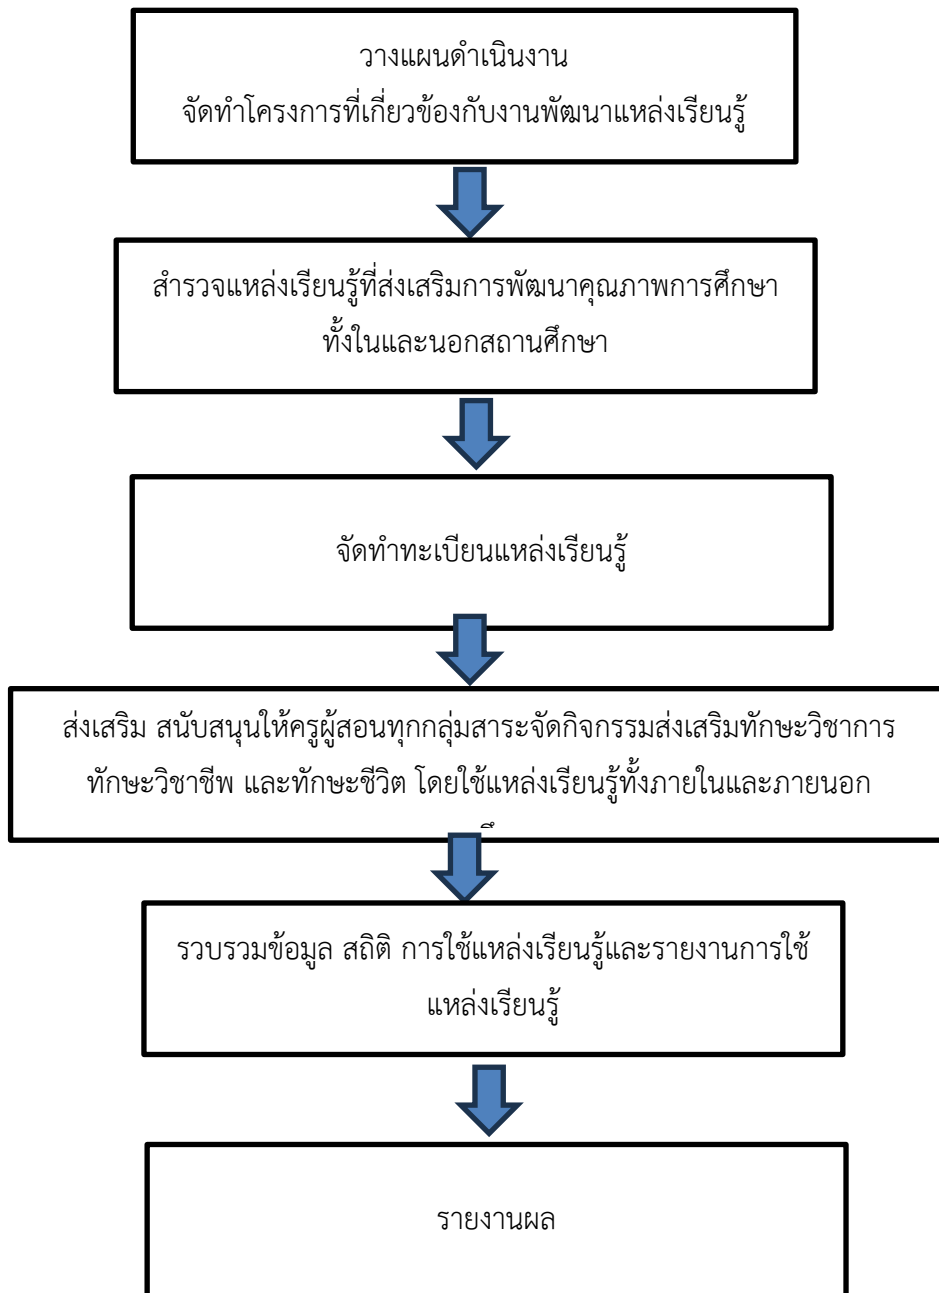 วางแผนดำเนินงาน
จัดทำโครงการที่เกี่ยวข้องกับงานพัฒนาแหล่งเรียนรู้
สำรวจแหล่งเรียนรู้ที่ส่งเสริมการพัฒนาคุณภาพการศึกษา
ทั้งในและนอกสถานศึกษา
จัดทำทะเบียนแหล่งเรียนรู้
ส่งเสริม สนับสนุนให้ครูผู้สอนทุกกลุ่มสาระจัดกิจกรรมส่งเสริมทักษะวิชาการ
ทักษะวิชาชีพ และทักษะชีวิต โดยใช้แหล่งเรียนรู้ทั้งภายในและภายนอก
รวบรวมข้อมูล สถิติ การใช้แหล่งเรียนรู้และรายงานการใช้
แหล่งเรียนรู้
รายงานผล